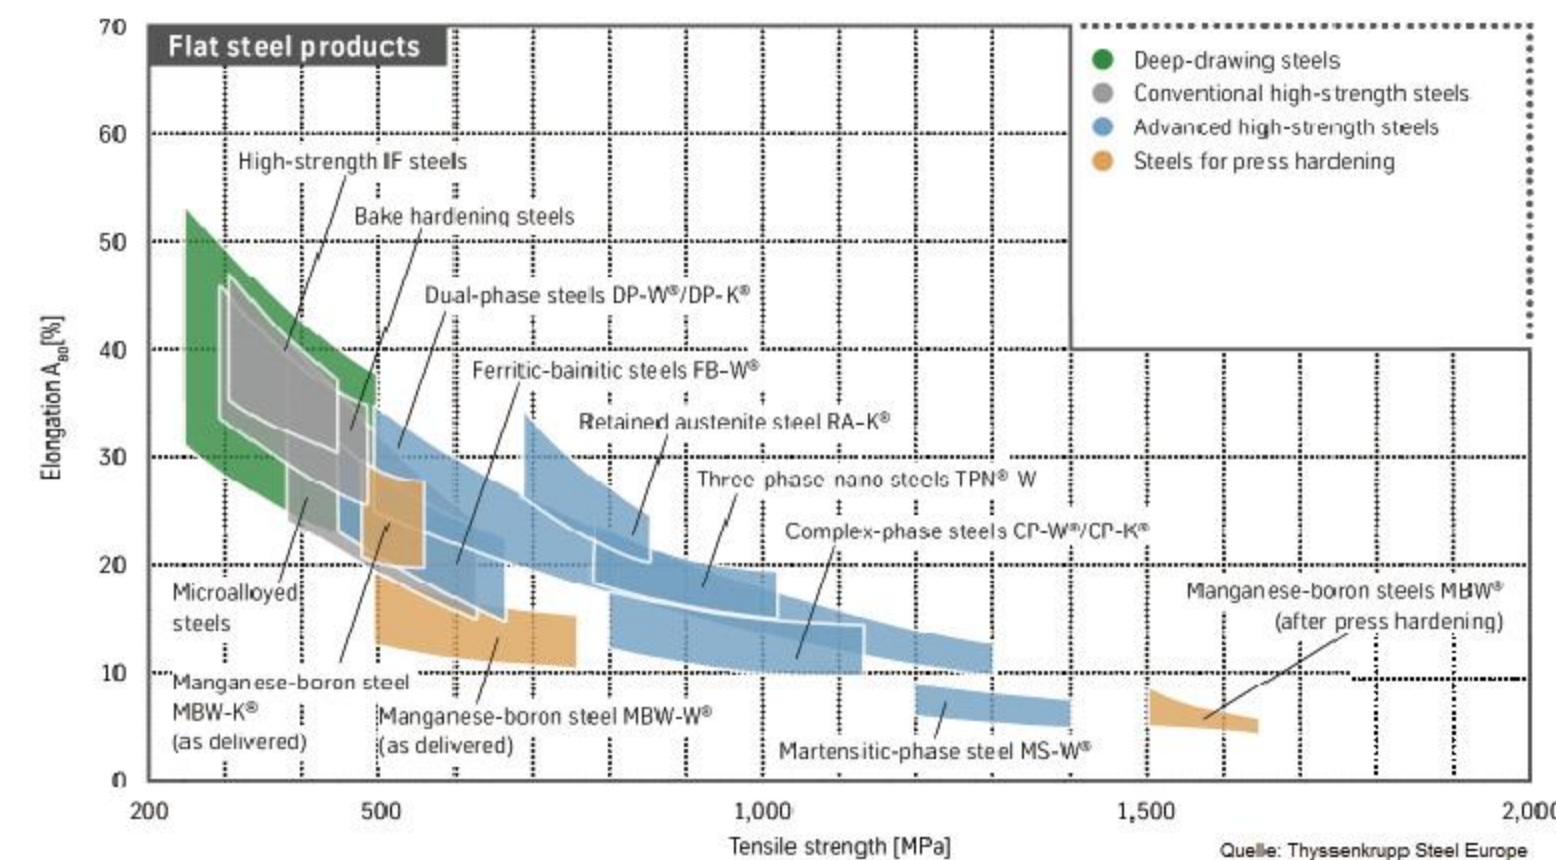 70
Flat steel products
Deep-drawing steels
Conventional high-strength steels
Advanced high-strength steels
Steels for press hardening
60
High-strength IF steels
Bake hardening steels
50
Dual-phase steels DP-W®/DP-K®
40
Ferritic-bainitic steels FB-W®
Retained austenite steel RA-K®
30
Three phase nano steels TPN® W
Complex-phase steels CP-W®/CP-K®
20
Microalloyed
steels
Manganese-boron steels MBW®
(after press hardening)
10
Manganese-boron steel
MBW-K®
(as delivered)
Manganese-boron steel MBW-W®
(as delivered)
Martensitic-phase steel MS-W®
0
Elongation A80[%]
200
500
1,000
1,500
2,000
Tensile strength [MPa]
Quelle: Thyssenkrupp Steel Europe